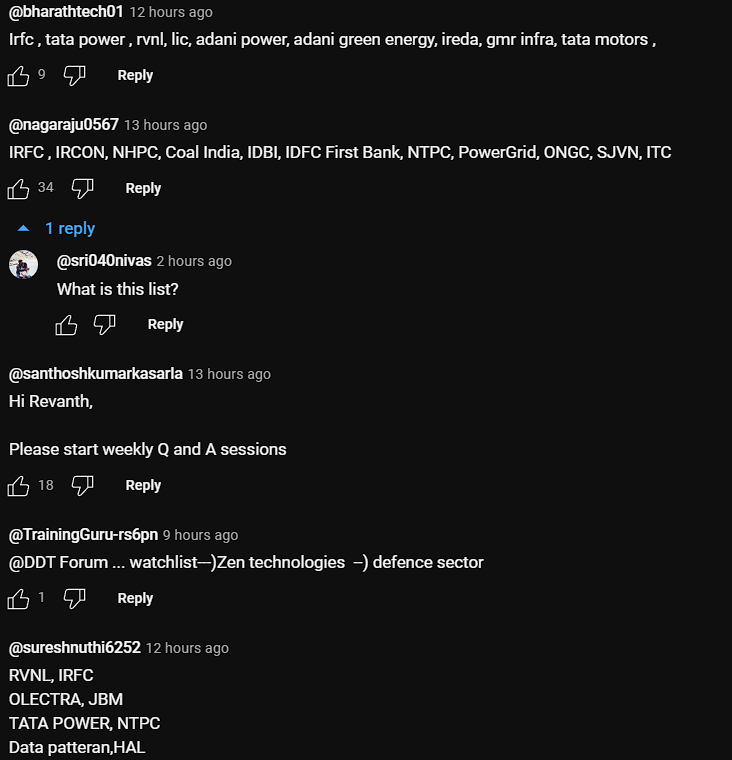 @bharathtech01 12 hours ago
Irfc , tata power , rvnl, lic, adani power, adani green energy, ireda, gmr infra, tata motors ,
9 Reply
@nagaraju0567 13 hours ago
IRFC , IRCON, NHPC, Coal India, IDBI, IDFC First Bank, NTPC, PowerGrid, ONGC, SJVN, ITC
34 Reply
1 reply
@sri040nivas 2 hours ago
What is this list?
Reply
@santhoshkumarkasarla 13 hours ago
Hi Revanth,
Please start weekly Q and A sessions
18 Reply
@TrainingGuru-rs6pn 9 hours ago
@DDT Forum ... watchlist---)Zen technologies --) defence sector
1 Reply
@sureshnuthi6252 12 hours ago
RVNL, IRFC
OLECTRA, JBM
TATA POWER, NTPC
Data patteran,HAL